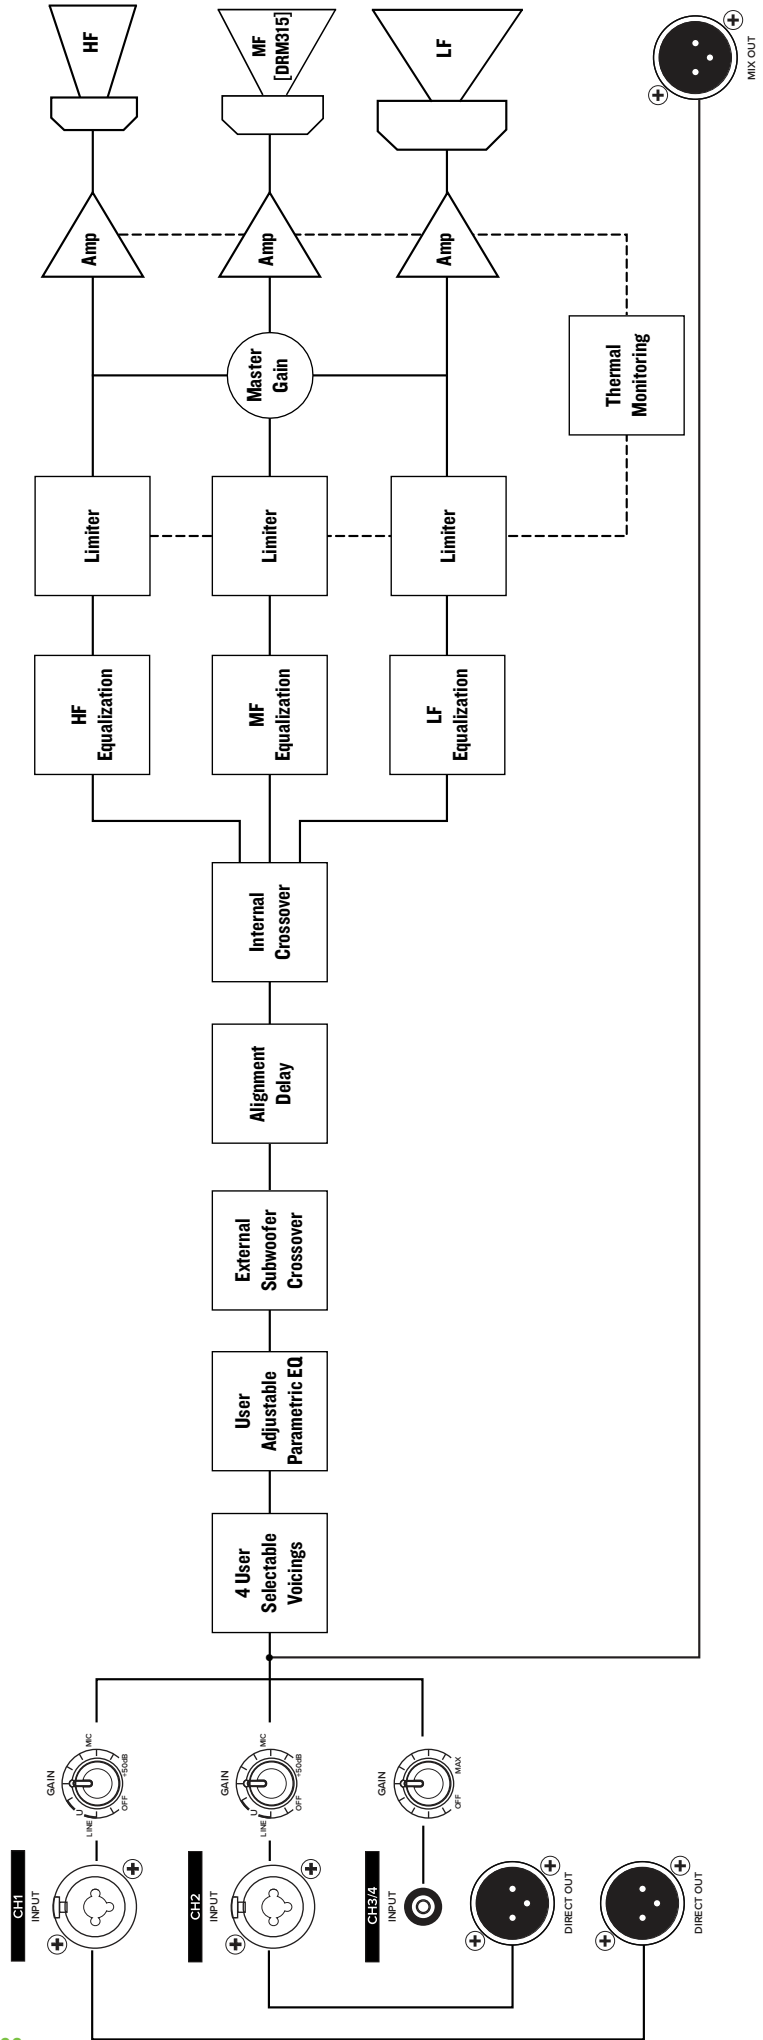 CH1
INPUT
GAIN
U
LINE
MIC
OFF
+50dB
CH2
INPUT
GAIN
U
LINE
MIC
OFF
+50dB
CH3/4
INPUT
GAIN
OFF
MAX
DIRECT OUT
DIRECT OUT
4 User
Selectable
Voicings
User
Adjustable
Parametric EQ
External
Subwoofer
Crossover
Alignment
Delay
Internal
Crossover
HF
Equalization
MF
Equalization
LF
Equalization
Limiter
Limiter
Limiter
Master
Gain
Thermal
Monitoring
Amp
Amp
Amp
HF
MF
[DRM315]
LF
MIX OUT